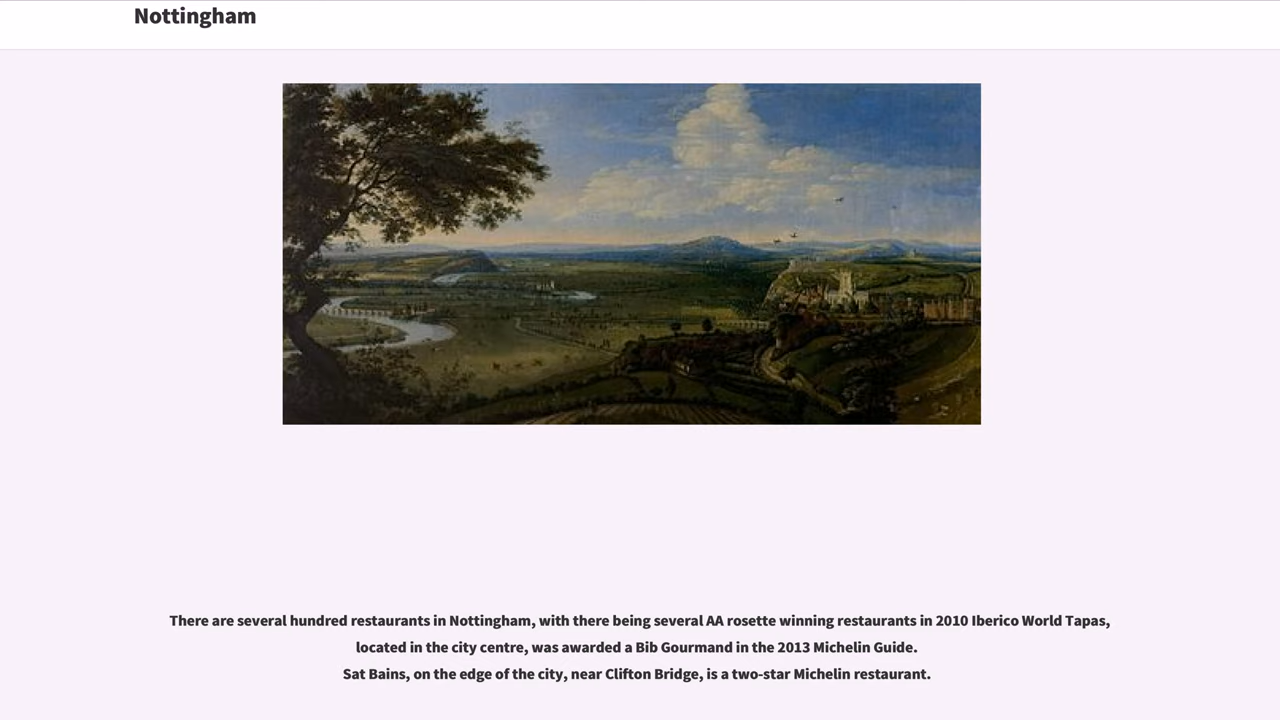 Nottingham
There are several hundred restaurants in Nottingham, with there being several AA rosette winning restaurants in 2010 Iberico World Tapas,
located in the city centre, was awarded a Bib Gourmand in the 2013 Michelin Guide.
Sat Bains, on the edge of the city, near Clifton Bridge, is a two-star Michelin restaurant.